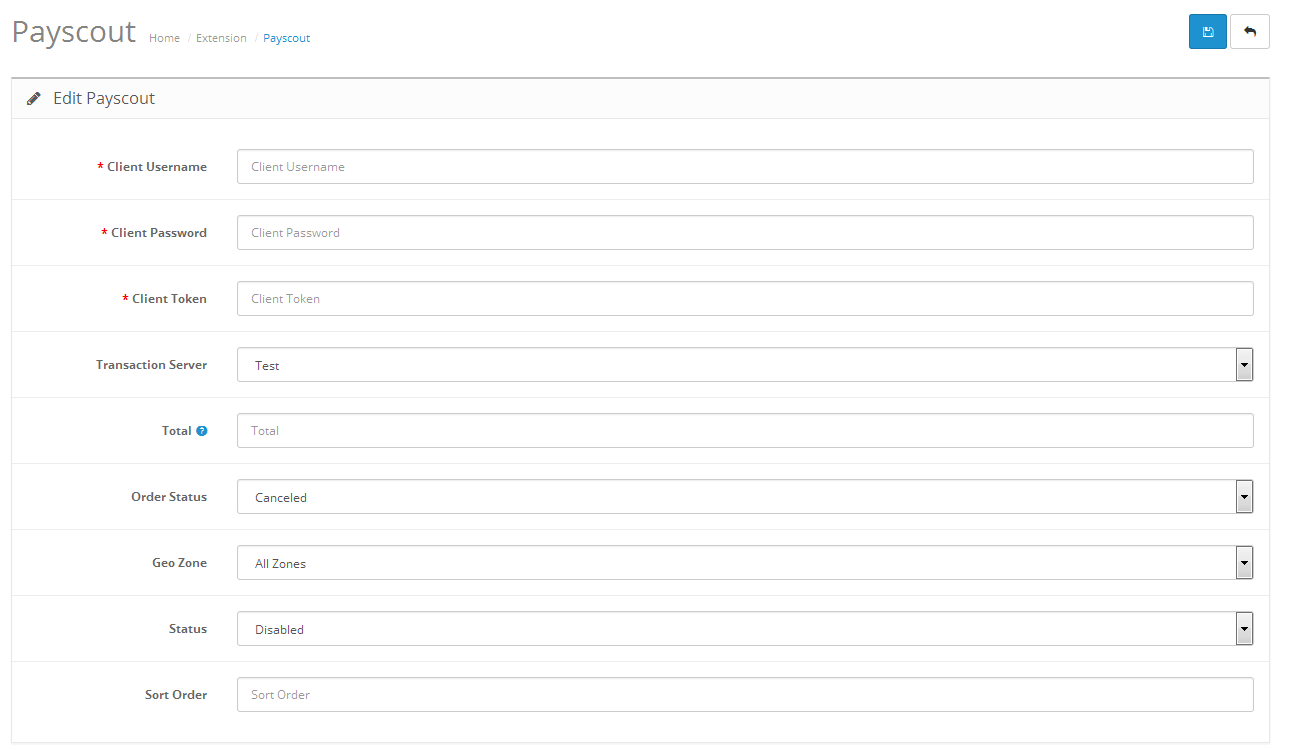 Payscout Home / Extension / Payscout
Edit Payscout
* Client Username Client Username
* Client Password Client Password
* Client Token Client Token
Transaction Server Test
Total ? Total
Order Status Canceled
Geo Zone All Zones
Status Disabled
Sort Order Sort Order